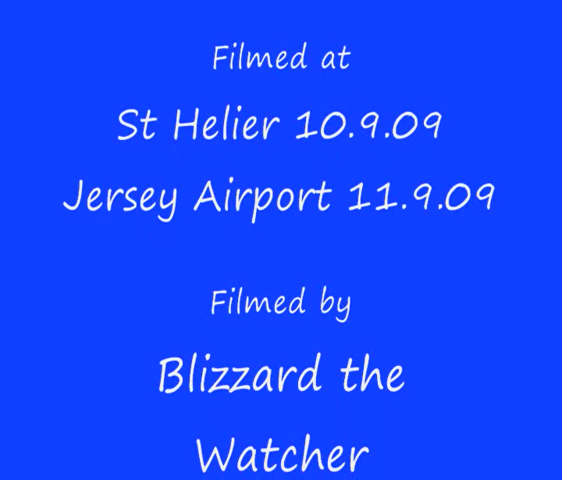 Filmed at
St Helier 10.9.09
Jersey Airport 11.9.09
Filmed by
Blizzard the
Watcher